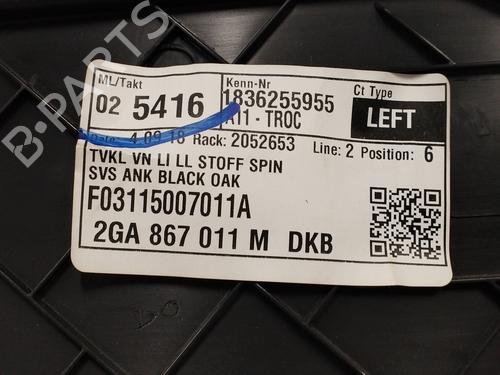 B-PARTS
ML/Takt
02 5416
Kenn-Nr
1836255955
Ct Type
LEFT
- TROC
Date: 4.09.18 Rack: 2052653
Line: 2 Position: 6
TVKL VN LI LL STOFF SPIN
SVS ANK BLACK OAK
F03115007011A
2GA 867 011 M DKB